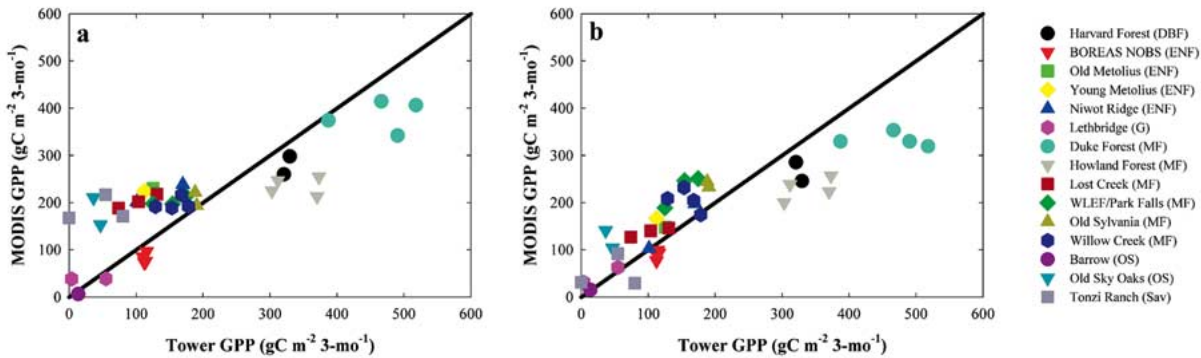 a
600
500
400
300
200
100
0
MODIS GPP (gC m⁻² 3-mo⁻¹)
0 100 200 300 400 500 600
Tower GPP (gC m⁻² 3-mo⁻¹)
b
600
500
400
300
200
100
0
MODIS GPP (gC m⁻² 3-mo⁻¹)
0 100 200 300 400 500 600
Tower GPP (gC m⁻² 3-mo⁻¹)
Harvard Forest (DBF)
BOREAS NOBS (ENF)
Old Metolius (ENF)
Young Metolius (ENF)
Niwot Ridge (ENF)
Lethbridge (G)
Duke Forest (MF)
Howland Forest (MF)
Lost Creek (MF)
WLEF/Park Falls (MF)
Old Sylvania (MF)
Willow Creek (MF)
Barrow (OS)
Old Sky Oaks (OS)
Tonzi Ranch (Sav)